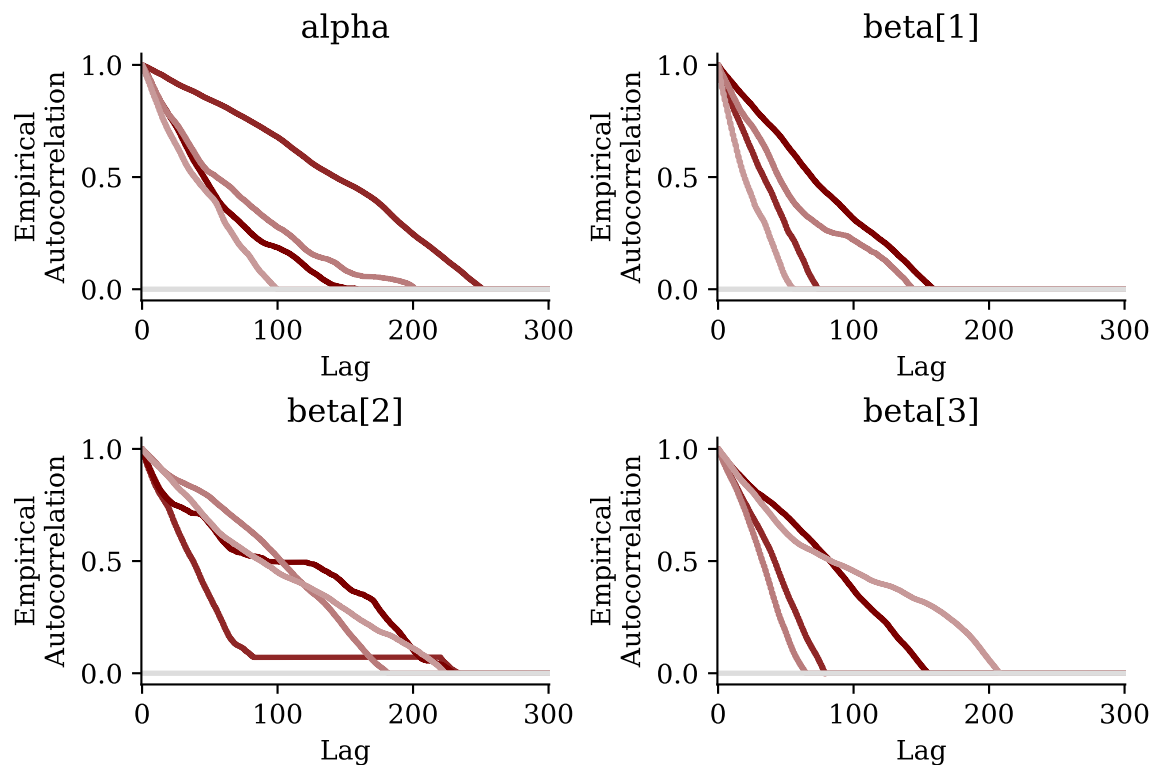 alpha
Empirical
Autocorrelation
1.0
0.5
0.0
0 100 200 300
Lag
beta[1]
Empirical
Autocorrelation
1.0
0.5
0.0
0 100 200 300
Lag
beta[2]
Empirical
Autocorrelation
1.0
0.5
0.0
0 100 200 300
Lag
beta[3]
Empirical
Autocorrelation
1.0
0.5
0.0
0 100 200 300
Lag